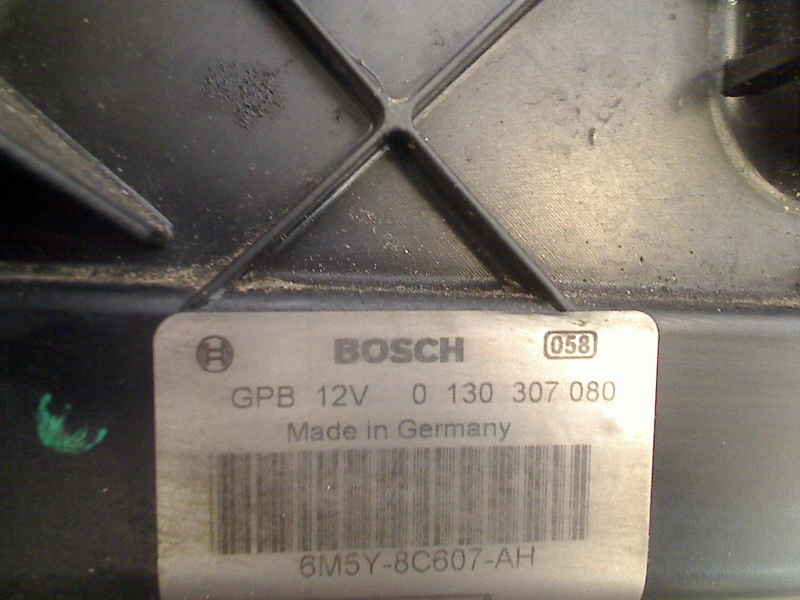 BOSCH 058
GPB 12V 0 130 307 080
Made in Germany
6M5Y-8C607-AH